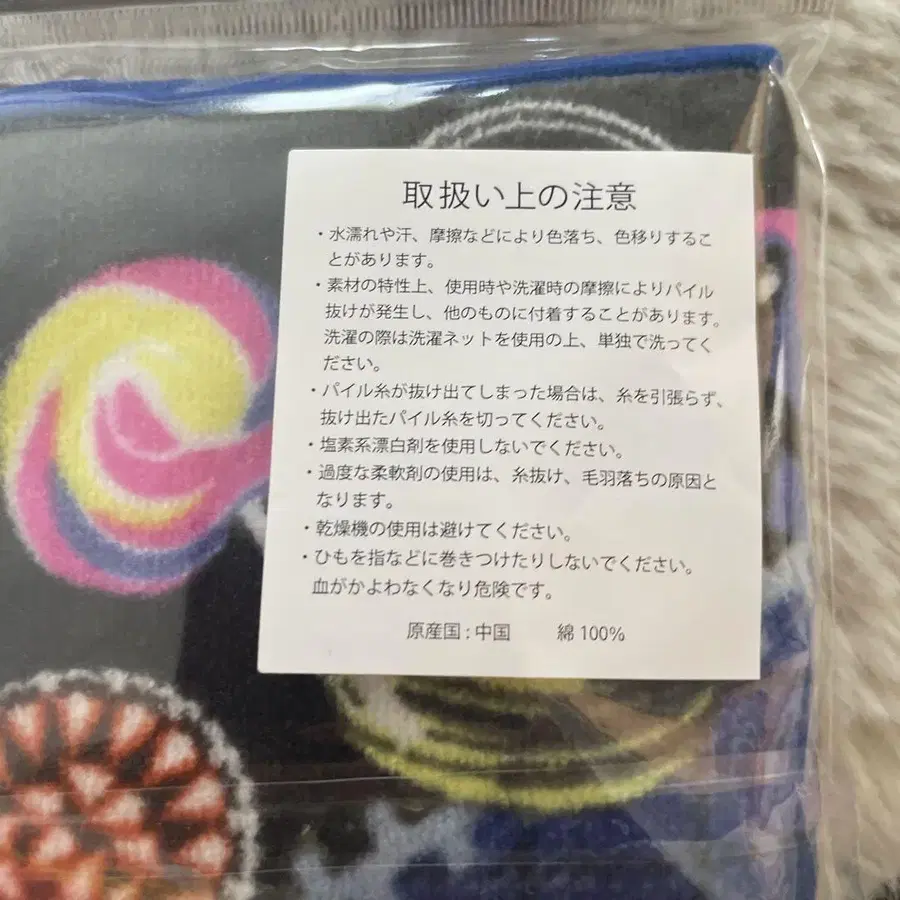 取扱い上の注意
・水濡れや汗、摩擦などにより色落ち、色移りするこ
とがあります。
・素材の特性上、使用時や洗濯時の摩擦によりパイル
抜けが発生し、他のものに付着することがあります。
洗濯の際は洗濯ネットを使用の上、単独で洗ってく
ださい。
・パイル糸が抜け出てしまった場合は、糸を引張らず、
抜け出たパイル糸を切ってください。
・塩素系漂白剤を使用しないでください。
・過度な柔軟剤の使用は、糸抜け、毛羽落ちの原因と
なります。
・乾燥機の使用は避けてください。
・ひもを指などに巻きつけたりしないでください。
血がかよわなくなり危険です。
原産国 : 中国 綿 100%